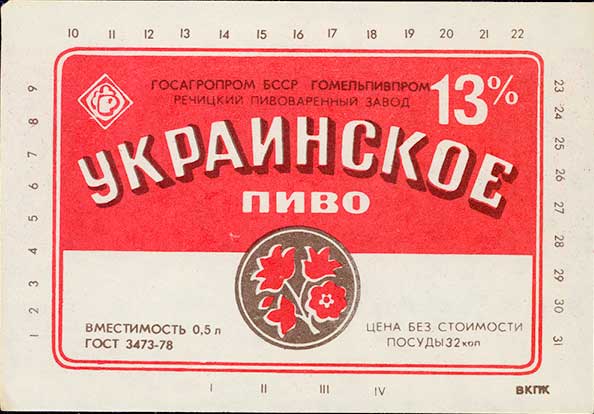 10 11 12 13 14 15 16 17 18 19 20 21 22
ГОСАГРОПРОМ БССР ГОМЕЛЬПИВПРОМ
РЕЧИЦКИЙ ПИВОВАРЕННЫЙ ЗАВОД
13%
УКРАИНСКОЕ
ПИВО
ВМЕСТИМОСТЬ 0,5 л
ГОСТ 3473-78
ЦЕНА БЕЗ СТОИМОСТИ
ПОСУДЫ 32 коп
1 2 3 4 5 6 7 8 9
23 24 25 26 27 28 29 30 31
I II III IV
ВКПК